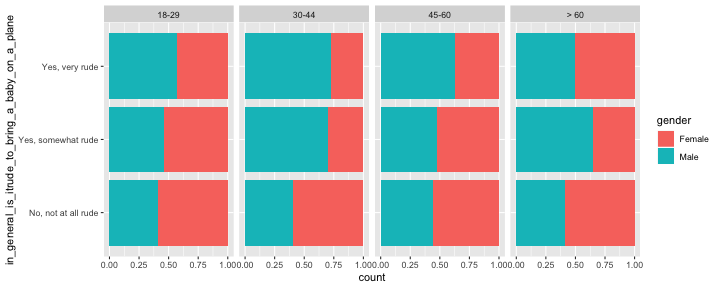 18-29 30-44 45-60 > 60
in_general_is_itrude_to_bring_a_baby_on_a_plane
Yes, very rude
Yes, somewhat rude
No, not at all rude
0.00 0.25 0.50 0.75 1.00 0.00 0.25 0.50 0.75 1.00 0.00 0.25 0.50 0.75 1.00 0.00 0.25 0.50 0.75 1.00
count
gender
Female
Male